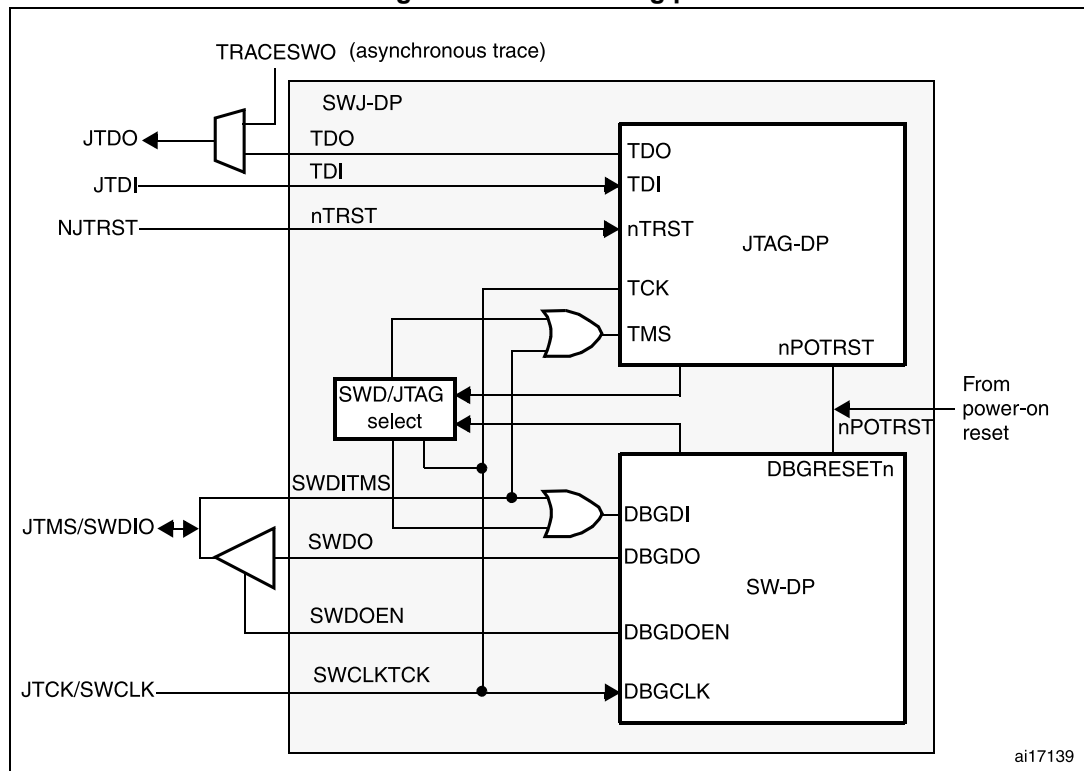 TRACESWO (asynchronous trace)
SWJ-DP
JTDO
TDO
TDO
JTDI
TDI
TDI
NJTRST
nTRST
nTRST
JTAG-DP
TCK
TMS
nPOTRST
SWD/JTAG
select
From
power-on
reset
nPOTRST
DBGRESETn
SWDITMS
DBGDI
JTMS/SWDIO
SWDO
DBGDO
SW-DP
SWDOEN
DBGDOEN
JTCK/SWCLK
SWCLKTCK
DBGCLK
ai17139